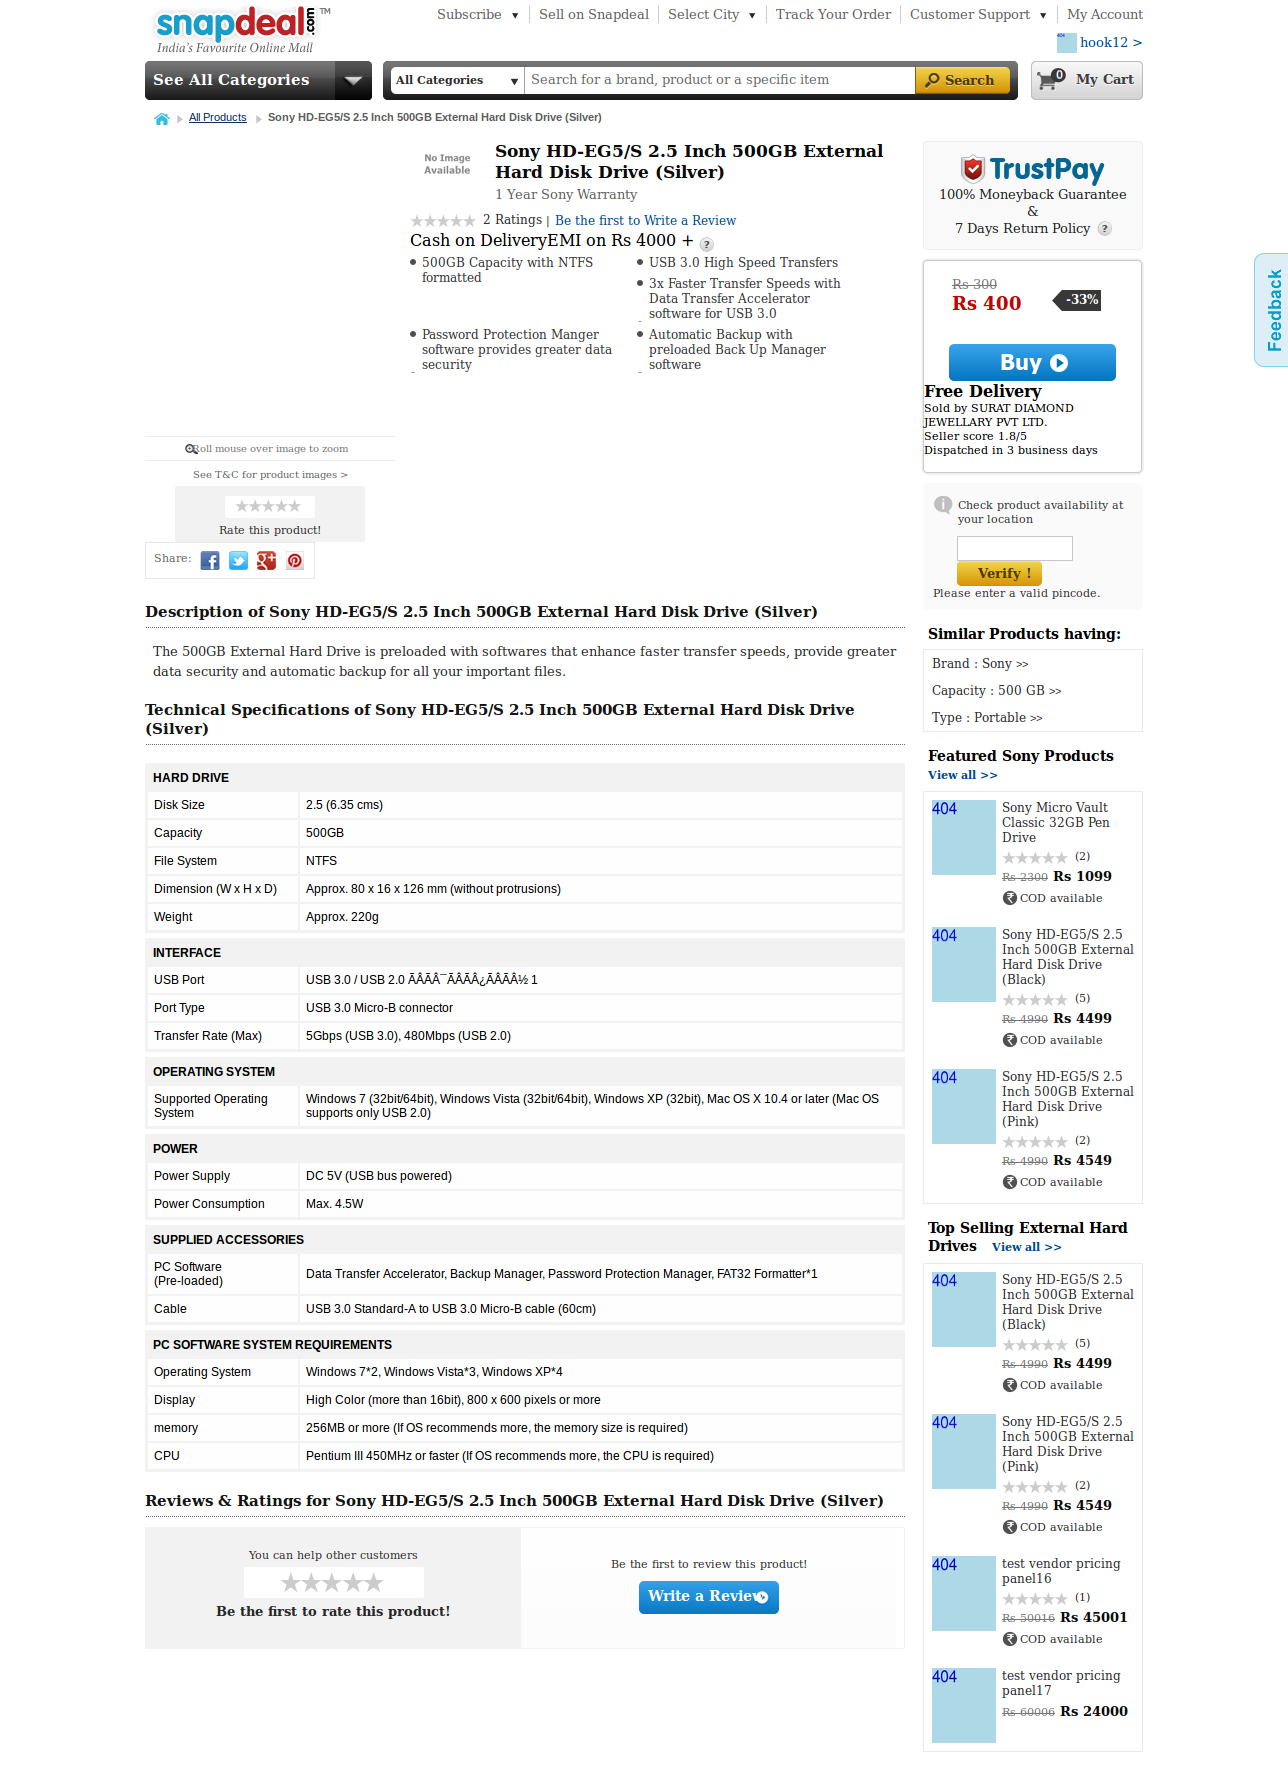 Subscribe ▼ Sell on Snapdeal Select City ▼ Track Your Order Customer Support ▼ My Account
snapdeal.com TM
India's Favourite Online Mall
404 hook12 >
See All Categories
All Categories ▼ Search for a brand, product or a specific item Search
0 My Cart
All Products Sony HD-EG5/S 2.5 Inch 500GB External Hard Disk Drive (Silver)
No Image
Available
Sony HD-EG5/S 2.5 Inch 500GB External
Hard Disk Drive (Silver)
1 Year Sony Warranty
2 Ratings | Be the first to Write a Review
Cash on DeliveryEMI on Rs 4000 + ?
500GB Capacity with NTFS
formatted
USB 3.0 High Speed Transfers
3x Faster Transfer Speeds with
Data Transfer Accelerator
software for USB 3.0
Password Protection Manger
software provides greater data
security
Automatic Backup with
preloaded Back Up Manager
software
Roll mouse over image to zoom
See T&C for product images >
Rate this product!
Share:
Description of Sony HD-EG5/S 2.5 Inch 500GB External Hard Disk Drive (Silver)
The 500GB External Hard Drive is preloaded with softwares that enhance faster transfer speeds, provide greater
data security and automatic backup for all your important files.
Technical Specifications of Sony HD-EG5/S 2.5 Inch 500GB External Hard Disk Drive
(Silver)
HARD DRIVE
Disk Size 2.5 (6.35 cms)
Capacity 500GB
File System NTFS
Dimension (W x H x D) Approx. 80 x 16 x 126 mm (without protrusions)
Weight Approx. 220g
INTERFACE
USB Port USB 3.0 / USB 2.0 ÃÂÃÂ¯ÃÂÃÂ¿ÃÂÃÂ½ 1
Port Type USB 3.0 Micro-B connector
Transfer Rate (Max) 5Gbps (USB 3.0), 480Mbps (USB 2.0)
OPERATING SYSTEM
Supported Operating
System
Windows 7 (32bit/64bit), Windows Vista (32bit/64bit), Windows XP (32bit), Mac OS X 10.4 or later (Mac OS
supports only USB 2.0)
POWER
Power Supply DC 5V (USB bus powered)
Power Consumption Max. 4.5W
SUPPLIED ACCESSORIES
PC Software
(Pre-loaded)
Data Transfer Accelerator, Backup Manager, Password Protection Manager, FAT32 Formatter*1
Cable USB 3.0 Standard-A to USB 3.0 Micro-B cable (60cm)
PC SOFTWARE SYSTEM REQUIREMENTS
Operating System Windows 7*2, Windows Vista*3, Windows XP*4
Display High Color (more than 16bit), 800 x 600 pixels or more
memory 256MB or more (If OS recommends more, the memory size is required)
CPU Pentium III 450MHz or faster (If OS recommends more, the CPU is required)
Reviews & Ratings for Sony HD-EG5/S 2.5 Inch 500GB External Hard Disk Drive (Silver)
You can help other customers
Be the first to rate this product!
Be the first to review this product!
Write a Review
TrustPay
100% Moneyback Guarantee
&
7 Days Return Policy ?
Rs 300
Rs 400 -33%
Buy
Free Delivery
Sold by SURAT DIAMOND
JEWELLARY PVT LTD.
Seller score 1.8/5
Dispatched in 3 business days
Check product availability at
your location
Verify !
Please enter a valid pincode.
Similar Products having:
Brand : Sony >>
Capacity : 500 GB >>
Type : Portable >>
Featured Sony Products
View all >>
404
Sony Micro Vault
Classic 32GB Pen
Drive
(2)
Rs 2300 Rs 1099
COD available
404
Sony HD-EG5/S 2.5
Inch 500GB External
Hard Disk Drive
(Black)
(5)
Rs 4990 Rs 4499
COD available
404
Sony HD-EG5/S 2.5
Inch 500GB External
Hard Disk Drive
(Pink)
(2)
Rs 4990 Rs 4549
COD available
Top Selling External Hard
Drives View all >>
404
Sony HD-EG5/S 2.5
Inch 500GB External
Hard Disk Drive
(Black)
(5)
Rs 4990 Rs 4499
COD available
404
Sony HD-EG5/S 2.5
Inch 500GB External
Hard Disk Drive
(Pink)
(2)
Rs 4990 Rs 4549
COD available
404
test vendor pricing
panel16
(1)
Rs 50016 Rs 45001
COD available
404
test vendor pricing
panel17
Rs 60006 Rs 24000
Feedback